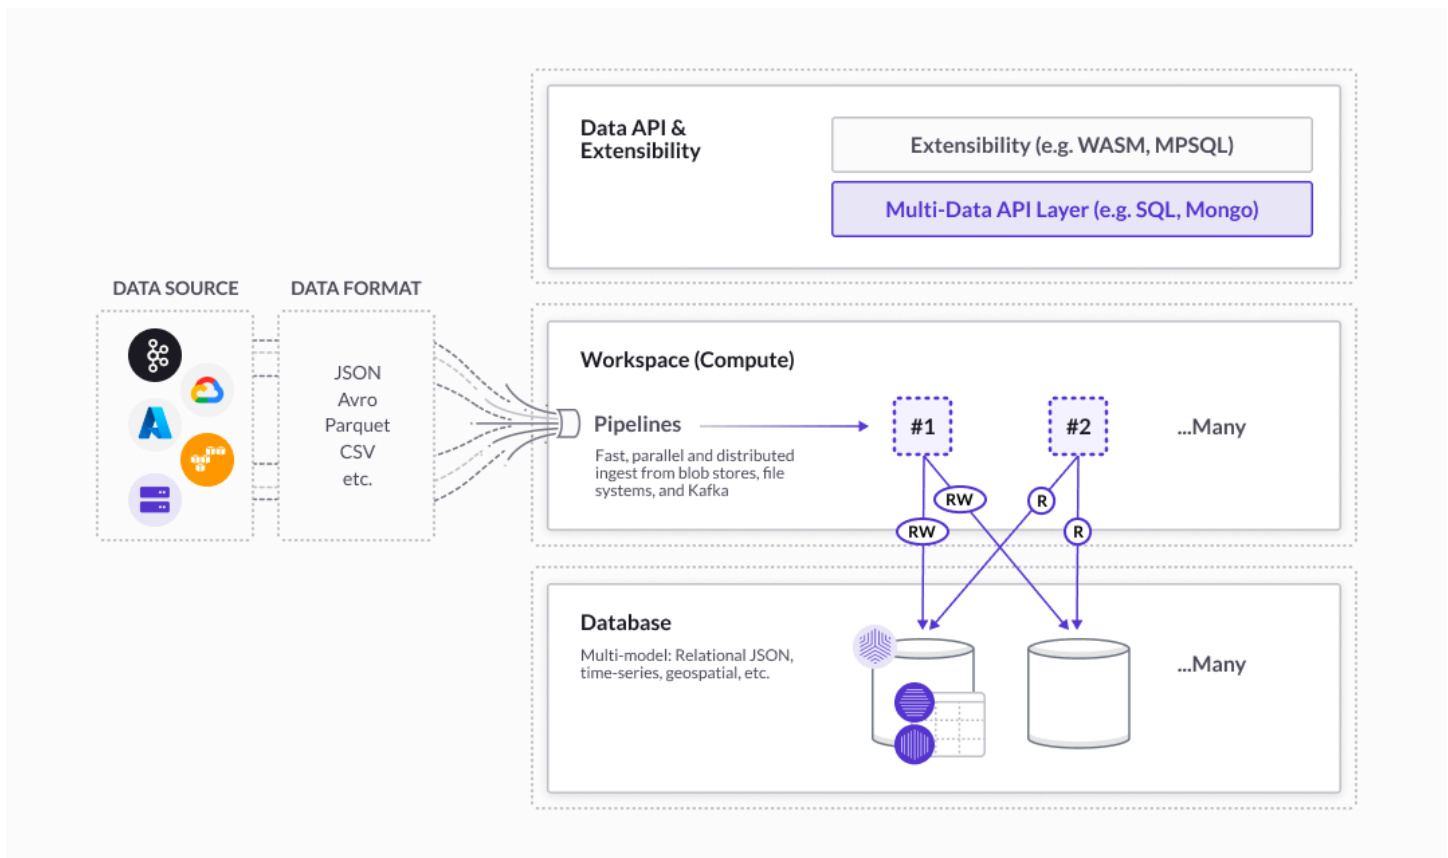 Data API &
Extensibility
Extensibility (e.g. WASM, MPSQL)
Multi-Data API Layer (e.g. SQL, Mongo)
DATA SOURCE
DATA FORMAT
JSON
Avro
Parquet
CSV
etc.
Workspace (Compute)
Pipelines
Fast, parallel and distributed
ingest from blob stores, file
systems, and Kafka
#1
#2
...Many
RW
R
RW
R
Database
Multi-model: Relational JSON,
time-series, geospatial, etc.
...Many